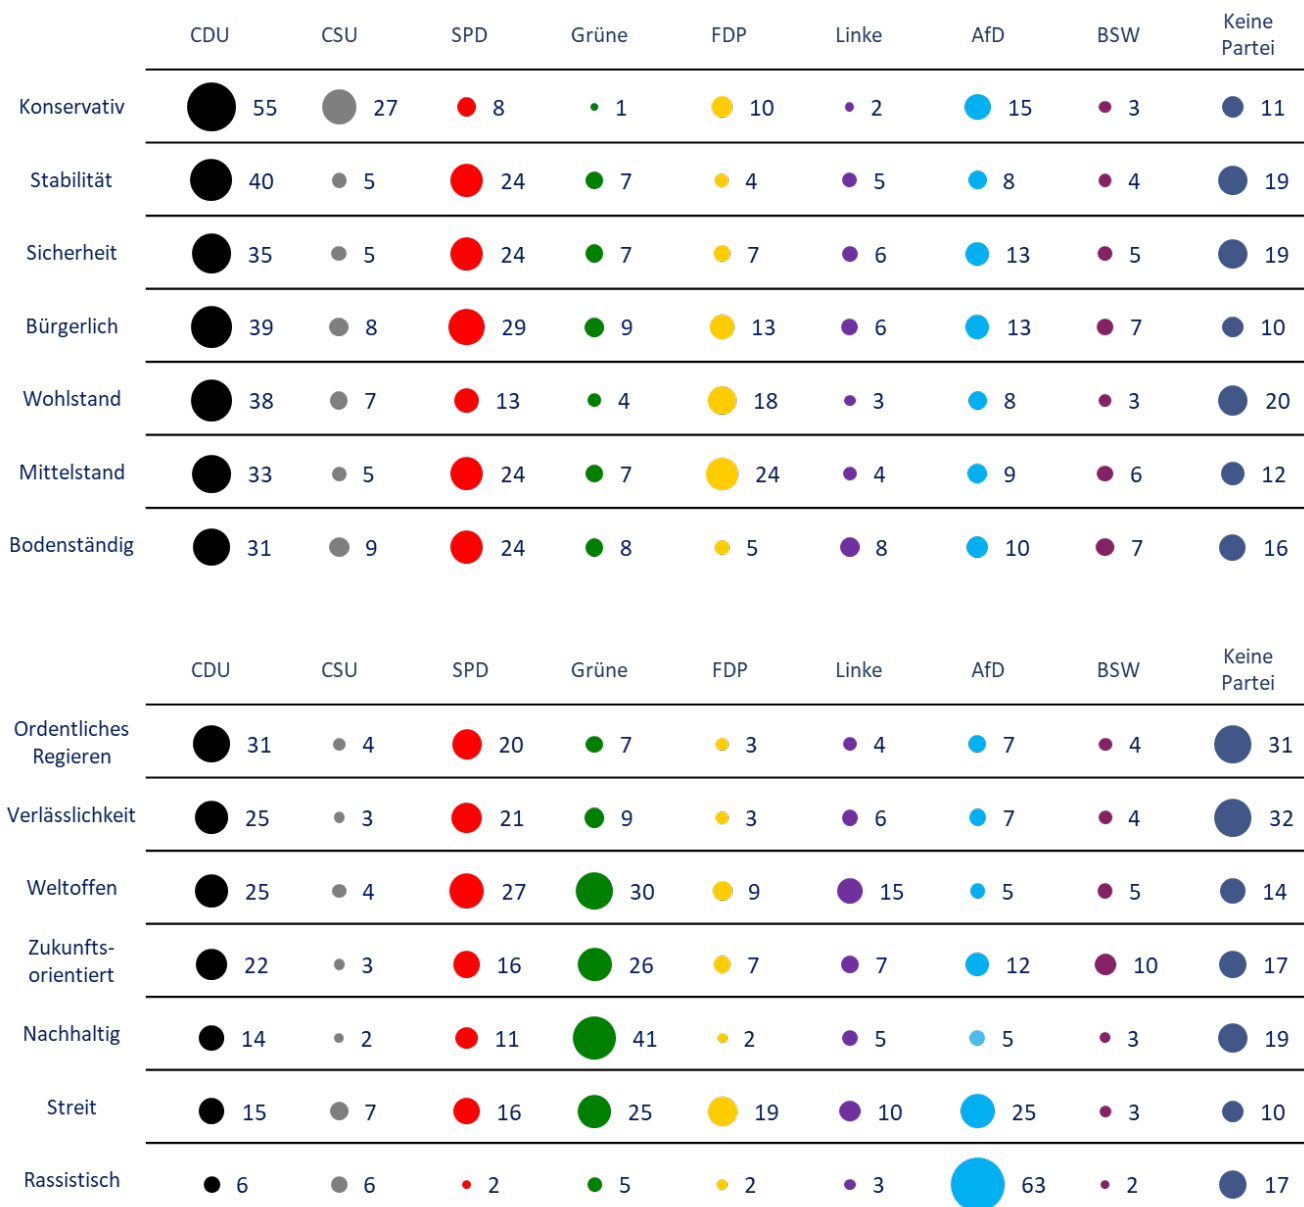 CDU CSU SPD Grüne FDP Linke AfD BSW Keine
Partei
Konservativ 55 27 8 1 10 2 15 3 11
Stabilität 40 5 24 7 4 5 8 4 19
Sicherheit 35 5 24 7 7 6 13 5 19
Bürgerlich 39 8 29 9 13 6 13 7 10
Wohlstand 38 7 13 4 18 3 8 3 20
Mittelstand 33 5 24 7 24 4 9 6 12
Bodenständig 31 9 24 8 5 8 10 7 16
CDU CSU SPD Grüne FDP Linke AfD BSW Keine
Partei
Ordentliches
Regieren 31 4 20 7 3 4 7 4 31
Verlässlichkeit 25 3 21 9 3 6 7 4 32
Weltoffen 25 4 27 30 9 15 5 5 14
Zukunfts-
orientiert 22 3 16 26 7 7 12 10 17
Nachhaltig 14 2 11 41 2 5 5 3 19
Streit 15 7 16 25 19 10 25 3 10
Rassistisch 6 6 2 5 2 3 63 2 17